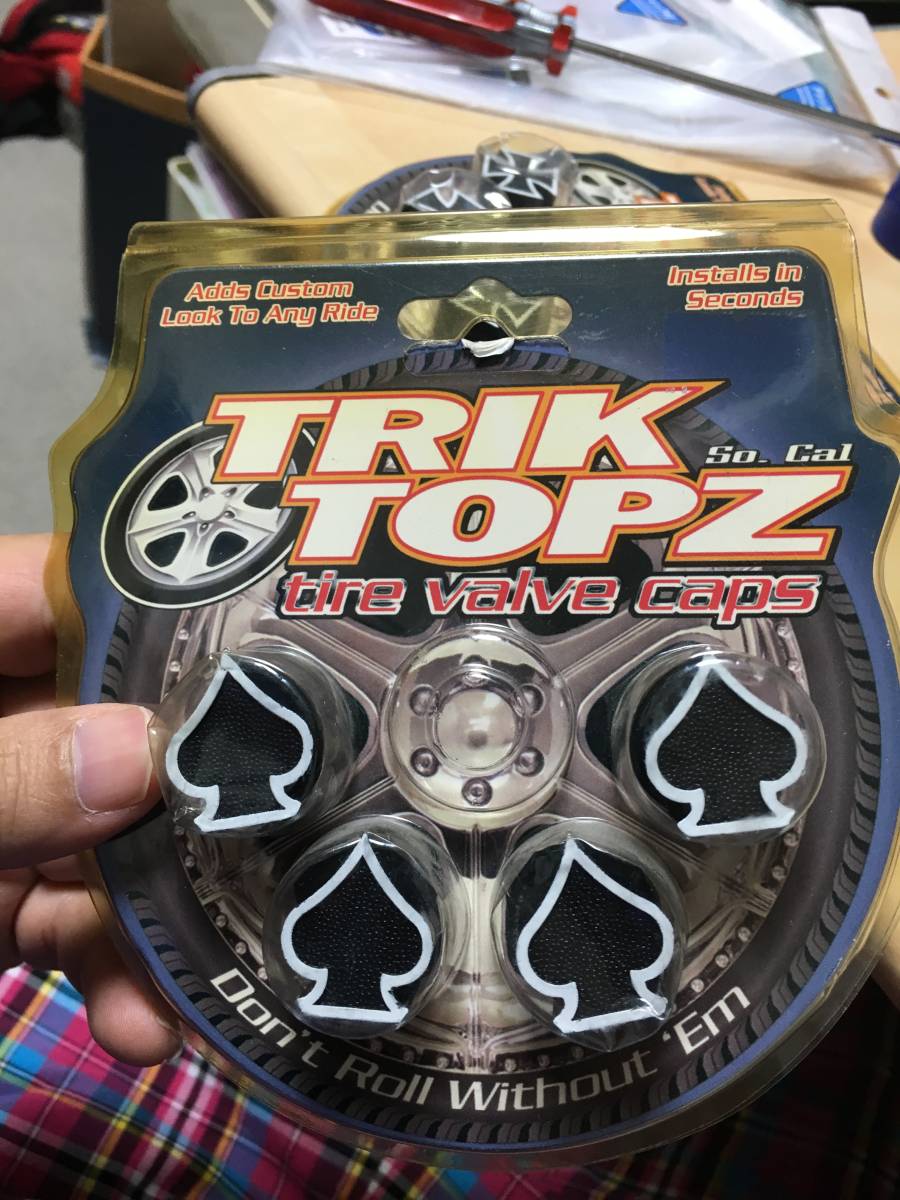 Adds Custom
Look To Any Ride
Installs in
Seconds
TRIK
So. Cal
TOPZ
tire valve caps
Don't Roll Without 'Em